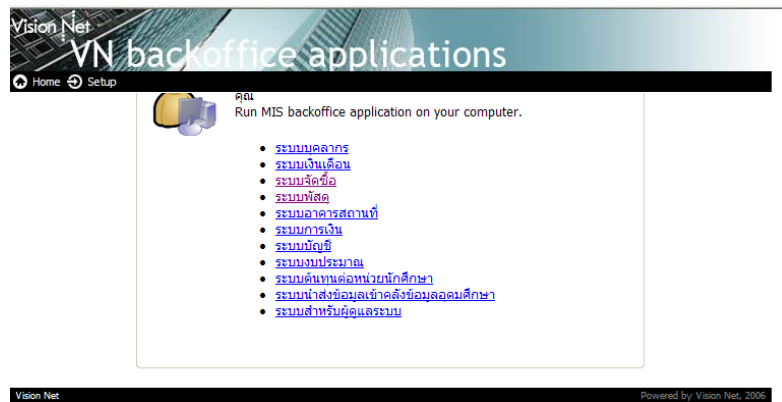 Vision Net
VN backoffice applications
Home Setup
คุณ
Run MIS backoffice application on your computer.
ระบบบุคลากร
ระบบเงินเดือน
ระบบจัดซื้อ
ระบบพัสดุ
ระบบอาคารสถานที่
ระบบการเงิน
ระบบบัญชี
ระบบงบประมาณ
ระบบต้นทุนต่อหน่วยนักศึกษา
ระบบนำส่งข้อมูลเข้าคลังข้อมูลอุดมศึกษา
ระบบสำหรับผู้ดูแลระบบ
Vision Net Powered by Vision Net, 2006